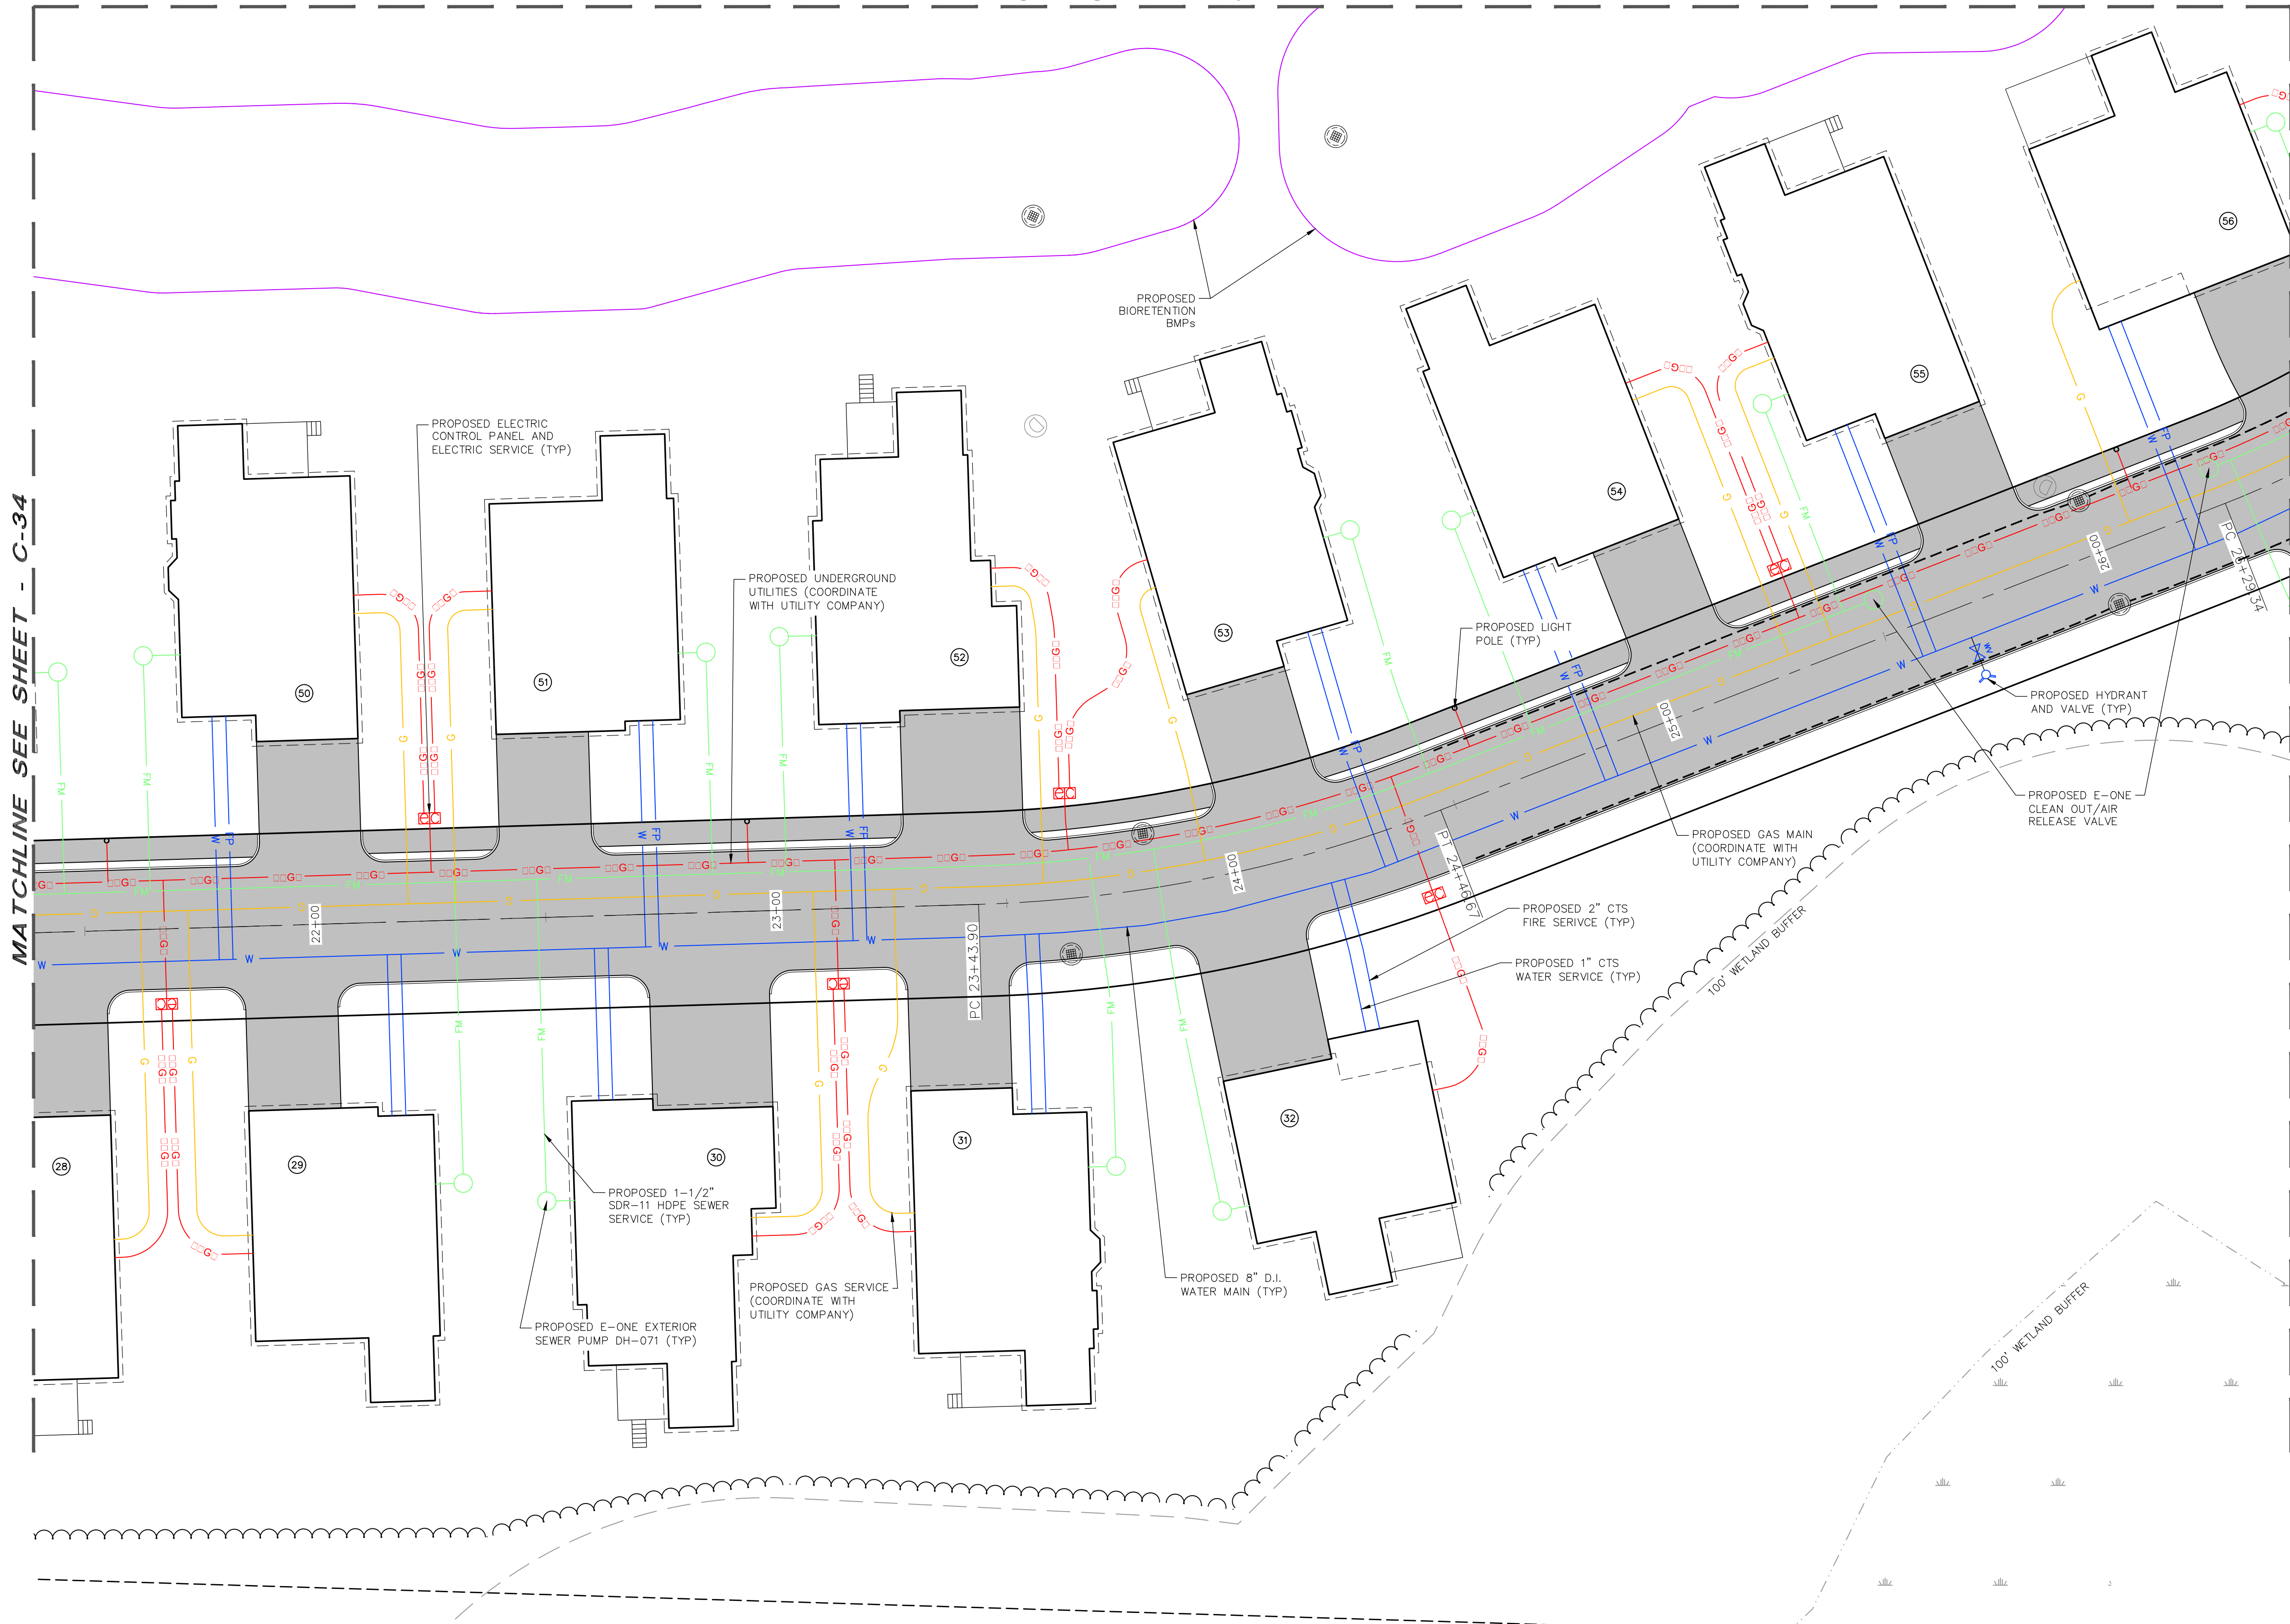 MATCHLINE SEE SHEET - C-34
PROPOSED
BIORETENTION
BMPs
PROPOSED ELECTRIC
CONTROL PANEL AND
ELECTRIC SERVICE (TYP)
PROPOSED UNDERGROUND
UTILITIES (COORDINATE
WITH UTILITY COMPANY)
PROPOSED LIGHT
POLE (TYP)
PROPOSED HYDRANT
AND VALVE (TYP)
PROPOSED E-ONE
CLEAN OUT/AIR
RELEASE VALVE
PROPOSED GAS MAIN
(COORDINATE WITH
UTILITY COMPANY)
PROPOSED 2" CTS
FIRE SERIVCE (TYP)
PROPOSED 1" CTS
WATER SERVICE (TYP)
PROPOSED 8" D.I.
WATER MAIN (TYP)
PROPOSED 1-1/2"
SDR-11 HDPE SEWER
SERVICE (TYP)
PROPOSED GAS SERVICE
(COORDINATE WITH
UTILITY COMPANY)
PROPOSED E-ONE EXTERIOR
SEWER PUMP DH-071 (TYP)
100' WETLAND BUFFER
100' WETLAND BUFFER
50
51
52
53
54
55
56
28
29
30
31
32
22+00
23+00
PC 23+43.90
24+00
PT 24+46.67
25+00
26+00
PC 26+29.34
W
FP
FM
G
D
WV